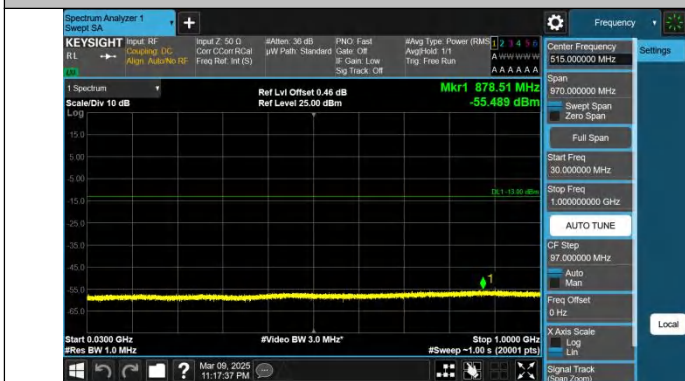 Spectrum Analyzer 1
Swept SA
Frequency
KEYSIGHT
RL
Input: RF
Coupling: DC
Align: Auto/No RF
Input Z: 50 Ω
Corr CCorr RCal
Freq Ref: Int (S)
#Atten: 36 dB
µW Path: Standard
PNO: Fast
Gate: Off
IF Gain: Low
Sig Track: Off
#Avg Type: Power (RMS)
Avg|Hold: 1/1
Trig: Free Run
1 2 3 4 5 6
A W W W W W
A A A A A A
1 Spectrum
Scale/Div 10 dB
Log
Ref Lvl Offset 0.46 dB
Ref Level 25.00 dBm
Mkr1 878.51 MHz
-55.489 dBm
15.0
5.00
-5.00
-15.0
-25.0
-35.0
-45.0
-55.0
-65.0
DL1 -13.00 dBm
1
Start 0.0300 GHz
#Res BW 1.0 MHz
#Video BW 3.0 MHz*
Stop 1.0000 GHz
#Sweep ~1.00 s (20001 pts)
Mar 09, 2025
11:17:37 PM
Center Frequency
515.000000 MHz
Span
970.000000 MHz
Swept Span
Zero Span
Full Span
Start Freq
30.000000 MHz
Stop Freq
1.000000000 GHz
AUTO TUNE
CF Step
97.000000 MHz
Auto
Man
Freq Offset
0 Hz
X Axis Scale
Log
Lin
Signal Track
(Span Zoom)
Settings
Local